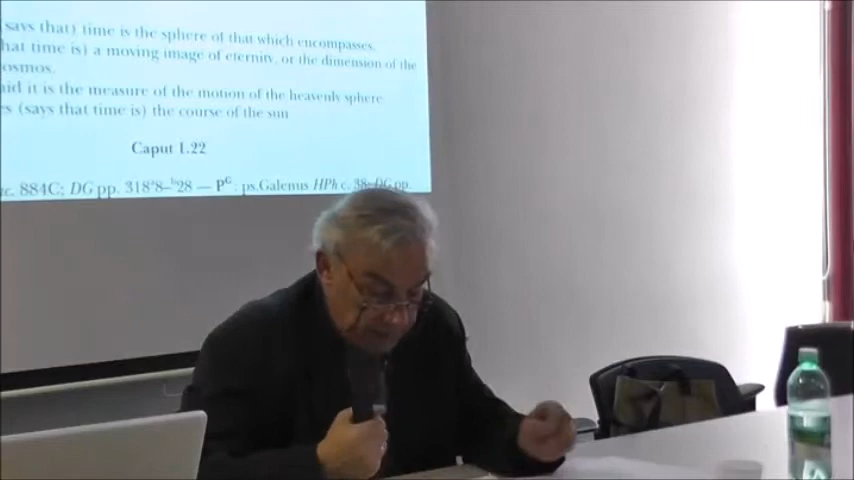 (says that) time is the sphere of that which encompasses.
hat time is) a moving image of eternity, or the dimension of the
osmos.
aid it is the measure of the motion of the heavenly sphere
es (says that time is) the course of the sun
Caput 1.22
884C; DG pp. 318ᵃ8–ᵇ28 — Pᴳ: ps.Galenus HPh c. 38; DG pp.